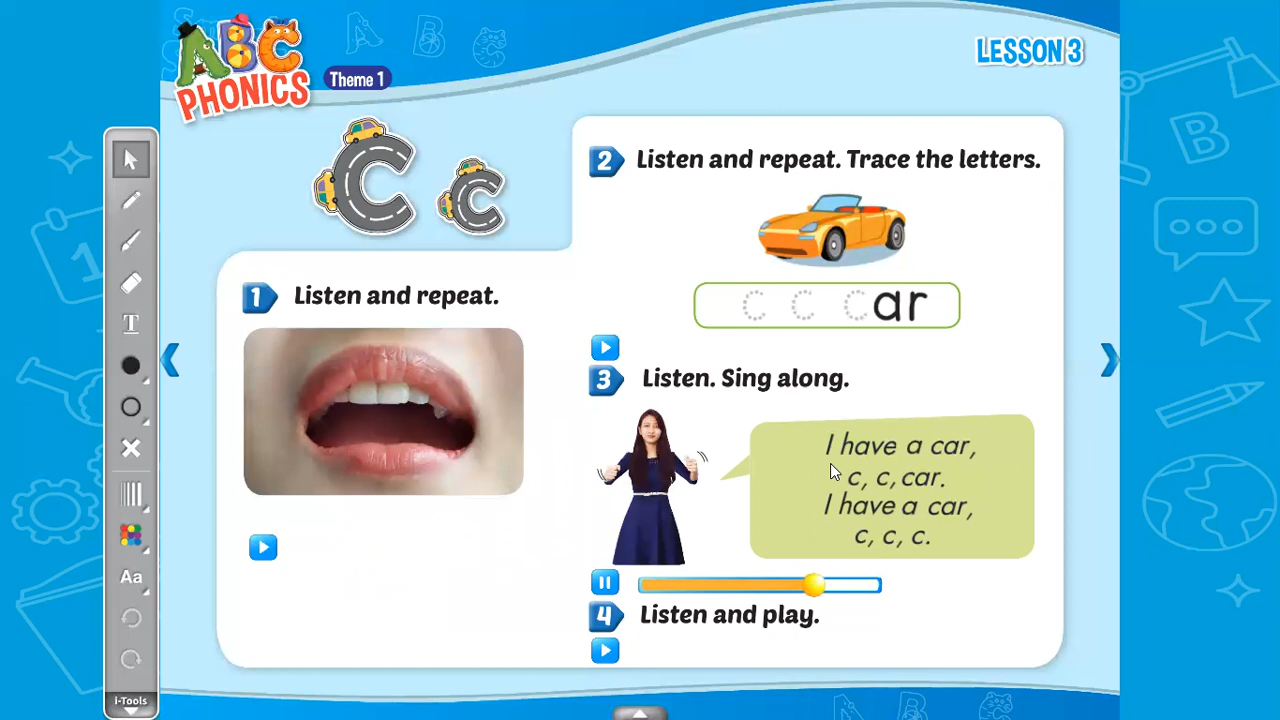 ABC
PHONICS
Theme 1
LESSON 3
C c
1 Listen and repeat.
2 Listen and repeat. Trace the letters.
c c car
3 Listen. Sing along.
I have a car,
c, c, car.
I have a car,
c, c, c.
4 Listen and play.
T
Aa
i-Tools